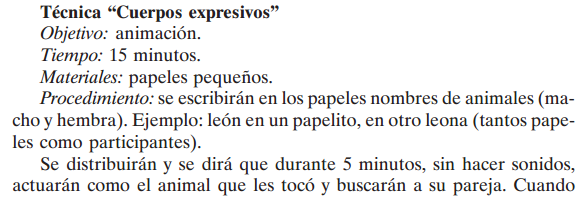 Técnica “Cuerpos expresivos”
Objetivo: animación.
Tiempo: 15 minutos.
Materiales: papeles pequeños.
Procedimiento: se escribirán en los papeles nombres de animales (ma-
cho y hembra). Ejemplo: león en un papelito, en otro leona (tantos pape-
les como participantes).
Se distribuirán y se dirá que durante 5 minutos, sin hacer sonidos,
actuarán como el animal que les tocó y buscarán a su pareja. Cuando